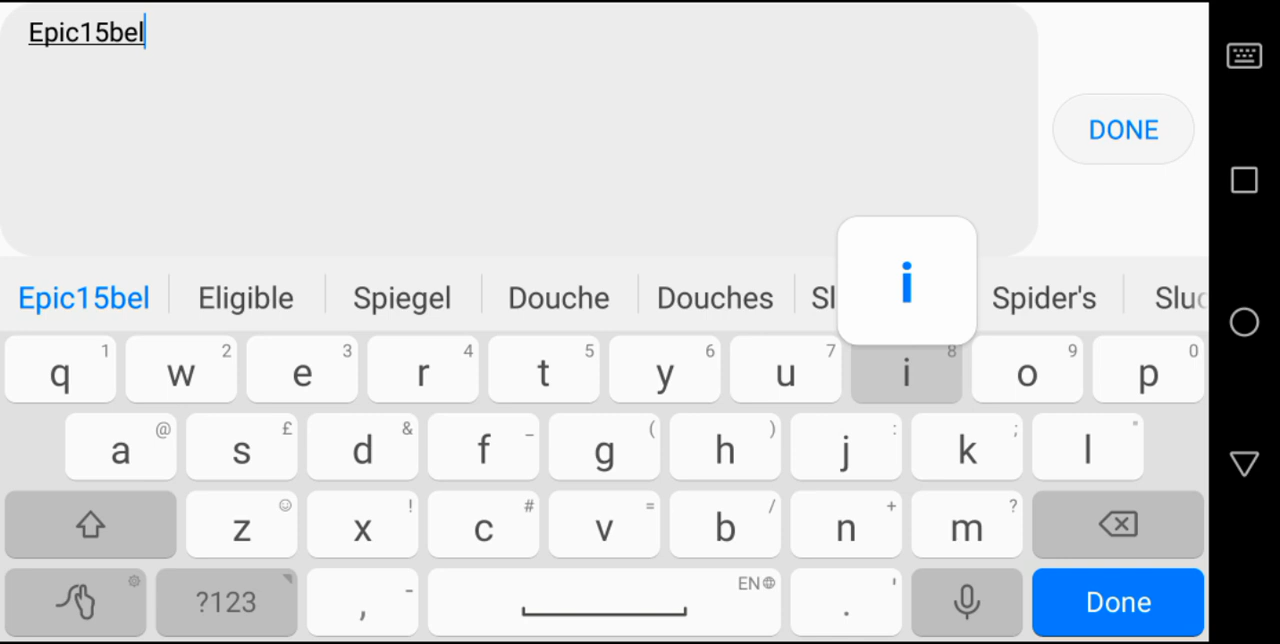 Epic15bel
DONE
i
Epic15bel Eligible Spiegel Douche Douches Sl Spider's Sluc
q 1 w 2 e 3 r 4 t 5 y 6 u 7 i 8 o 9 p 0
a @ s £ d & f _ g ( h ) j : k ; l "
z x ! c # v = b / n + m ?
?123 , - EN . ' Done